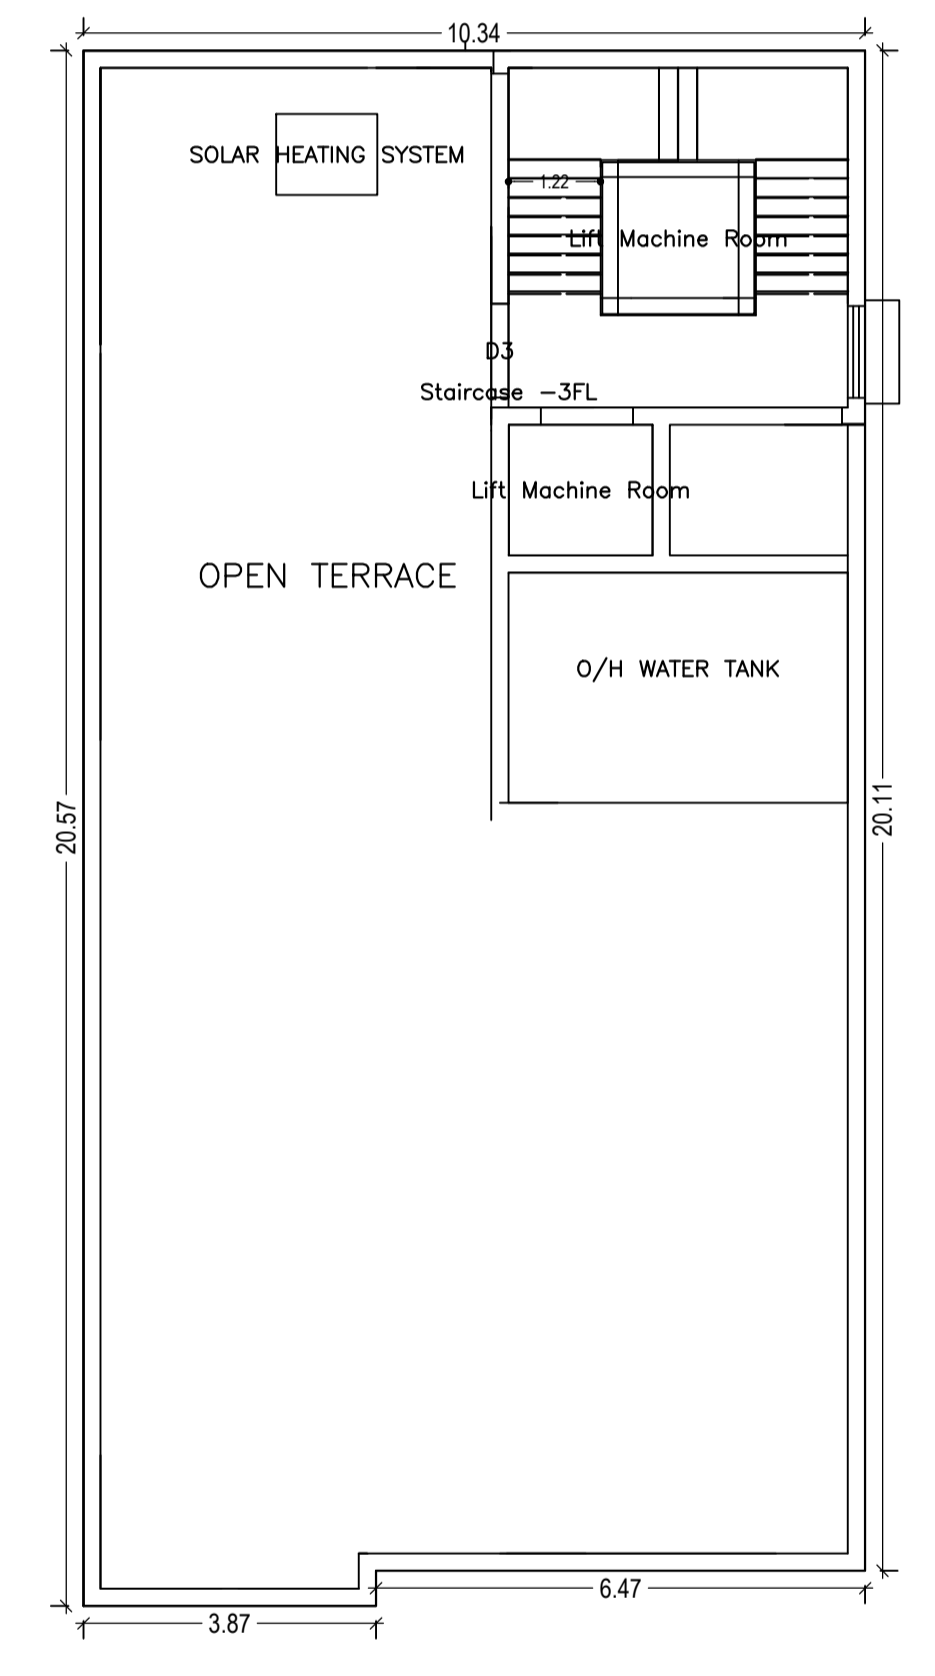 10.34
SOLAR HEATING SYSTEM
1.22
Lift Machine Room
D3
Staircase -3FL
Lift Machine Room
OPEN TERRACE
O/H WATER TANK
20.57
20.11
6.47
3.87